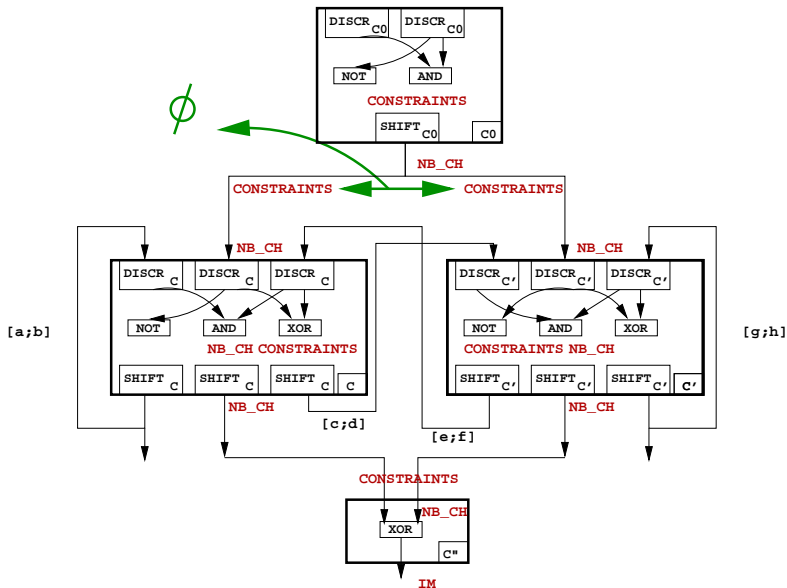 DISCR C0 DISCR C0
NOT AND
CONSTRAINTS
SHIFT C0 C0
ϕ
NB_CH
CONSTRAINTS CONSTRAINTS
NB_CH NB_CH
DISCR C DISCR C DISCR C DISCR C' DISCR C' DISCR C'
[a;b] NOT AND XOR NOT AND XOR [g;h]
NB_CH CONSTRAINTS CONSTRAINTS NB_CH
SHIFT C SHIFT C SHIFT C C SHIFT C' SHIFT C' SHIFT C' C'
NB_CH NB_CH
[c;d] [e;f]
CONSTRAINTS
NB_CH
XOR
C"
IM